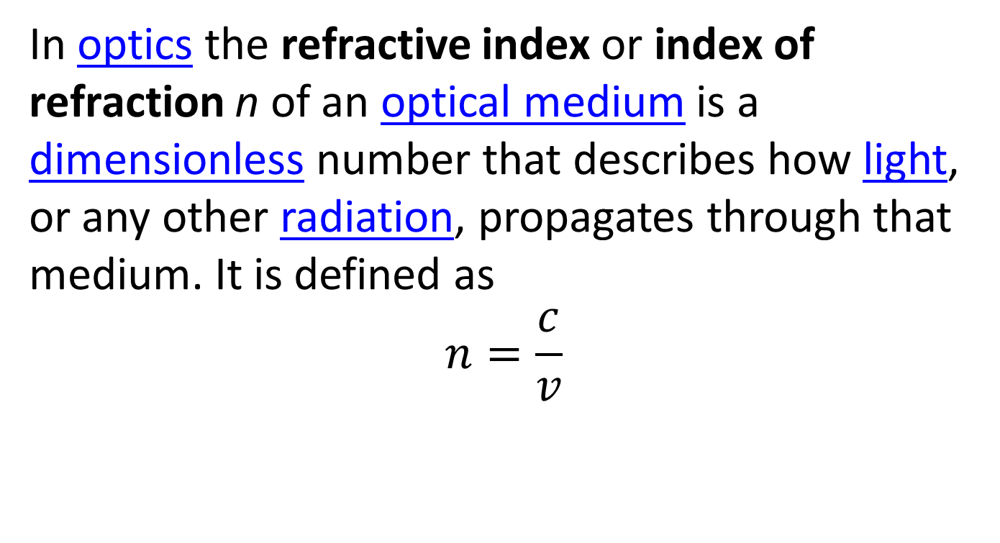 In optics the refractive index or index of
refraction n of an optical medium is a
dimensionless number that describes how light,
or any other radiation, propagates through that
medium. It is defined as
n = c/v